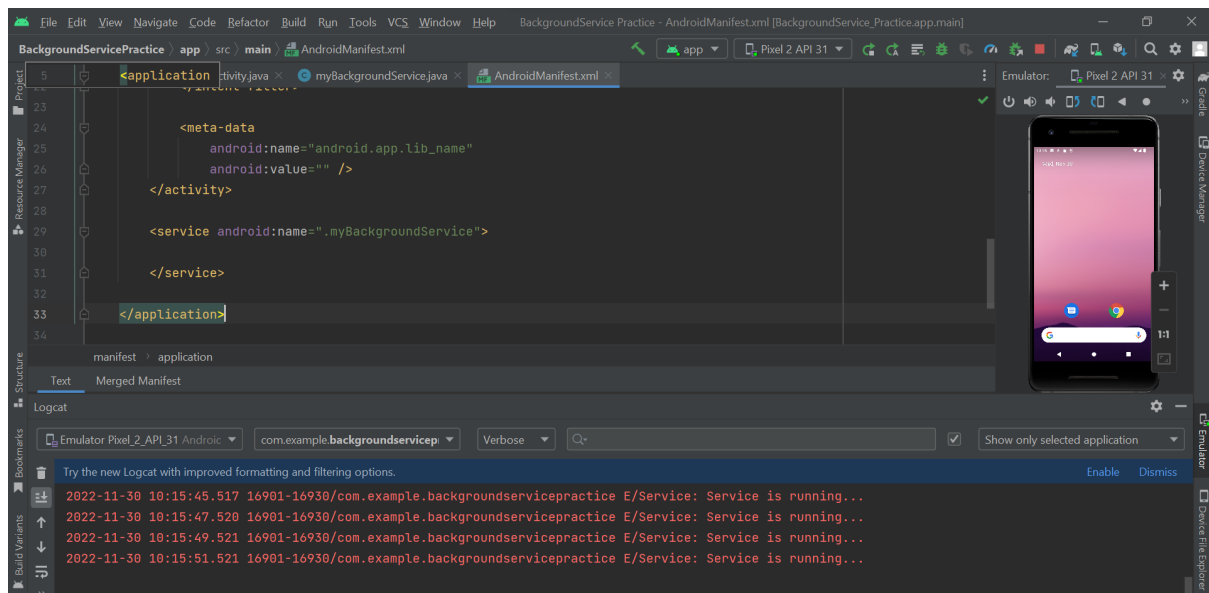 File Edit View Navigate Code Refactor Build Run Tools VCS Window Help BackgroundService Practice - AndroidManifest.xml [BackgroundService_Practice.app.main]
BackgroundServicePractice app src main AndroidManifest.xml app Pixel 2 API 31
5 <application ctivity.java myBackgroundService.java AndroidManifest.xml Emulator: Pixel 2 API 31
23
24 <meta-data
25 android:name="android.app.lib_name"
26 android:value="" />
27 </activity>
28
29 <service android:name=".myBackgroundService">
30
31 </service>
32
33 </application>
34
manifest application
Text Merged Manifest
Logcat
Emulator Pixel_2_API_31 Androic com.example.backgroundservicep Verbose Show only selected application
Try the new Logcat with improved formatting and filtering options. Enable Dismiss
2022-11-30 10:15:45.517 16901-16930/com.example.backgroundservicepractice E/Service: Service is running...
2022-11-30 10:15:47.520 16901-16930/com.example.backgroundservicepractice E/Service: Service is running...
2022-11-30 10:15:49.521 16901-16930/com.example.backgroundservicepractice E/Service: Service is running...
2022-11-30 10:15:51.521 16901-16930/com.example.backgroundservicepractice E/Service: Service is running...
Project
Resource Manager
Structure
Bookmarks
Build Variants
Gradle
Device Manager
1:1
Emulator
Device File Explorer